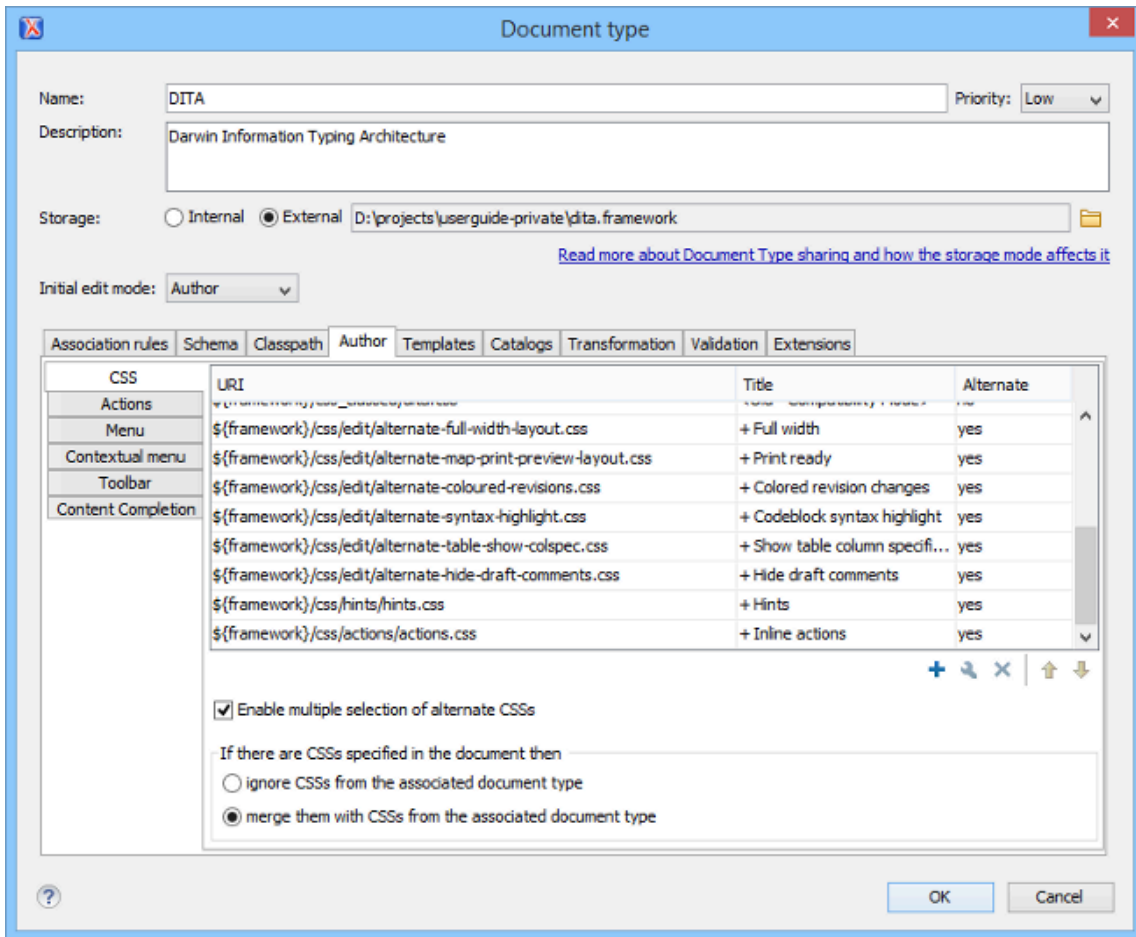 Document type
Name: DITA Priority: Low
Description: Darwin Information Typing Architecture
Storage: Internal External D:\projects\userguide-private\dita.framework
Read more about Document Type sharing and how the storage mode affects it
Initial edit mode: Author
Association rules Schema Classpath Author Templates Catalogs Transformation Validation Extensions
CSS
Actions
Menu
Contextual menu
Toolbar
Content Completion
URI Title Alternate
${framework}/css/edit/alternate-full-width-layout.css + Full width yes
${framework}/css/edit/alternate-map-print-preview-layout.css + Print ready yes
${framework}/css/edit/alternate-coloured-revisions.css + Colored revision changes yes
${framework}/css/edit/alternate-syntax-highlight.css + Codeblock syntax highlight yes
${framework}/css/edit/alternate-table-show-colspec.css + Show table column specifi... yes
${framework}/css/edit/alternate-hide-draft-comments.css + Hide draft comments yes
${framework}/css/hints/hints.css + Hints yes
${framework}/css/actions/actions.css + Inline actions yes
Enable multiple selection of alternate CSSs
If there are CSSs specified in the document then
ignore CSSs from the associated document type
merge them with CSSs from the associated document type
? OK Cancel